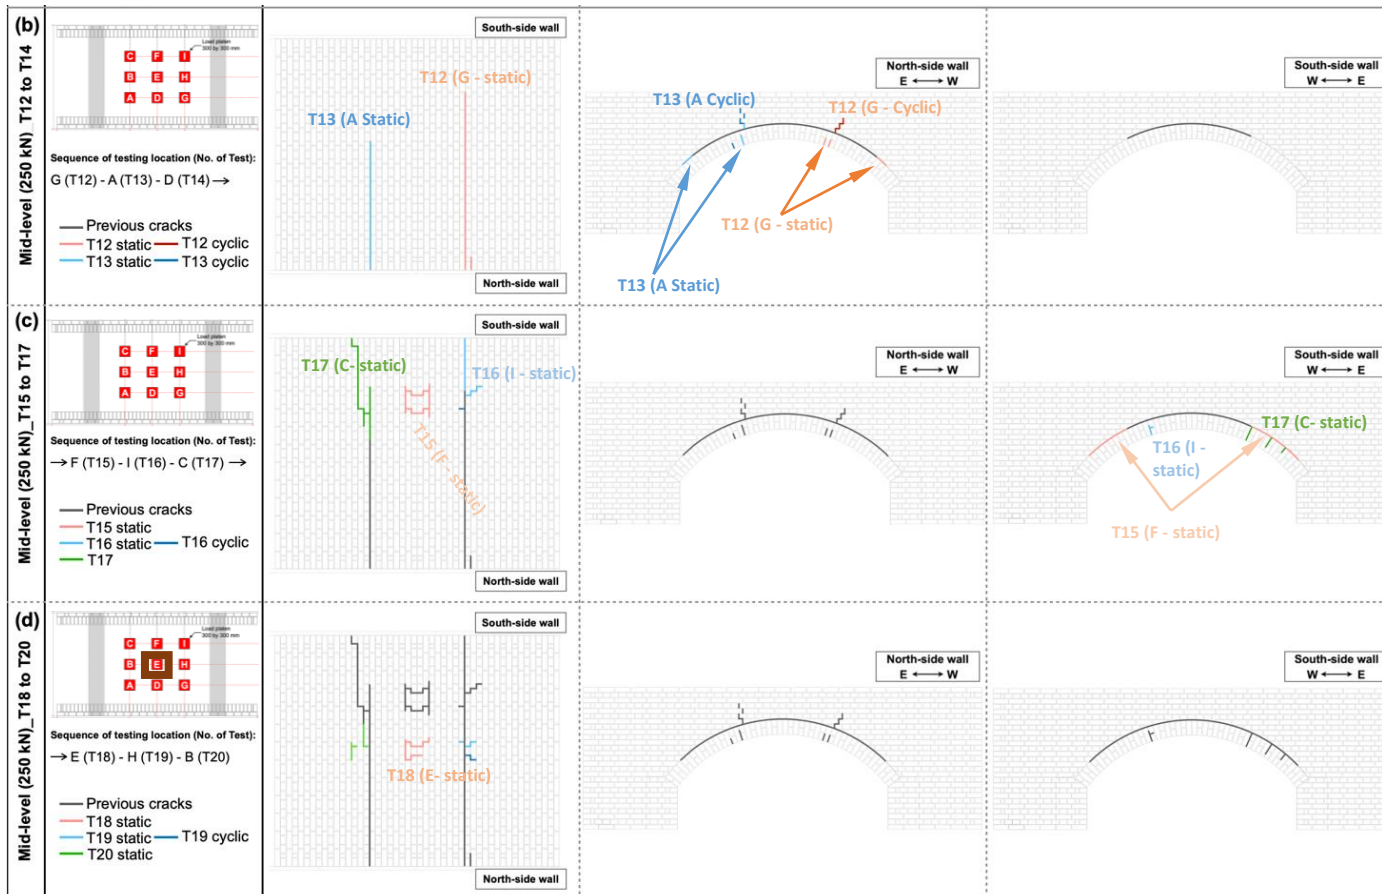 (b)
Mid-level (250 kN)_ T12 to T14
Load platen
300 by 300 mm
C F I
B E H
A D G
Sequence of testing location (No. of Test):
G (T12) - A (T13) - D (T14) →
Previous cracks
T12 static T12 cyclic
T13 static T13 cyclic
South-side wall
T12 (G - static)
T13 (A Static)
North-side wall
North-side wall
E ⟷ W
T13 (A Cyclic)
T12 (G - Cyclic)
T12 (G - static)
T13 (A Static)
South-side wall
W ⟷ E
(c)
Mid-level (250 kN)_T15 to T17
Load platen
300 by 300 mm
C F I
B E H
A D G
Sequence of testing location (No. of Test):
→ F (T15) - I (T16) - C (T17) →
Previous cracks
T15 static
T16 static T16 cyclic
T17
South-side wall
T17 (C- static)
T16 (I - static)
T15 (F - static)
North-side wall
North-side wall
E ⟷ W
South-side wall
W ⟷ E
T17 (C- static)
T16 (I -
static)
T15 (F - static)
(d)
Mid-level (250 kN)_T18 to T20
Load platen
300 by 300 mm
C F I
B E H
A D G
Sequence of testing location (No. of Test):
→ E (T18) - H (T19) - B (T20)
Previous cracks
T18 static
T19 static T19 cyclic
T20 static
South-side wall
T18 (E- static)
North-side wall
North-side wall
E ⟷ W
South-side wall
W ⟷ E